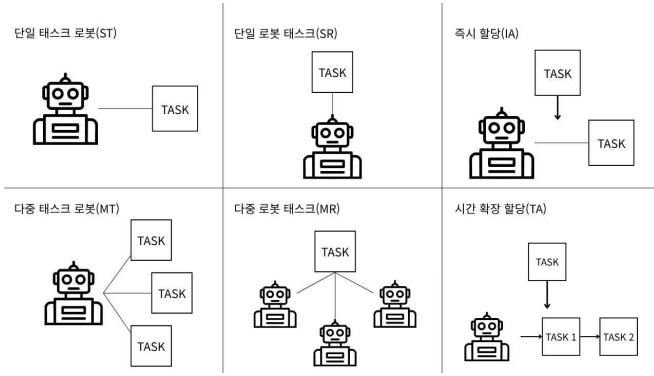 단일 태스크 로봇(ST)
TASK
단일 로봇 태스크(SR)
TASK
즉시 할당(IA)
TASK
TASK
다중 태스크 로봇(MT)
TASK
TASK
TASK
다중 로봇 태스크(MR)
TASK
시간 확장 할당(TA)
TASK
TASK 1
TASK 2